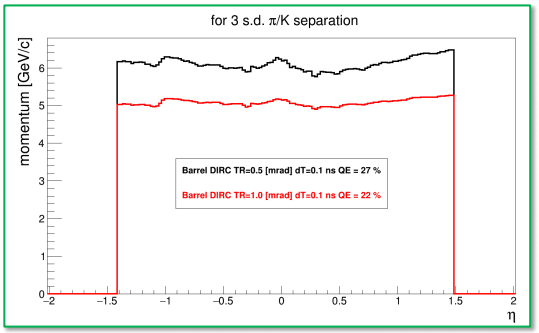 for 3 s.d. π/K separation
momentum [GeV/c]
6
5
4
3
2
1
0
Barrel DIRC TR=0.5 [mrad] dT=0.1 ns QE = 27 %
Barrel DIRC TR=1.0 [mrad] dT=0.1 ns QE = 22 %
−2 −1.5 −1 −0.5 0 0.5 1 1.5 2
η